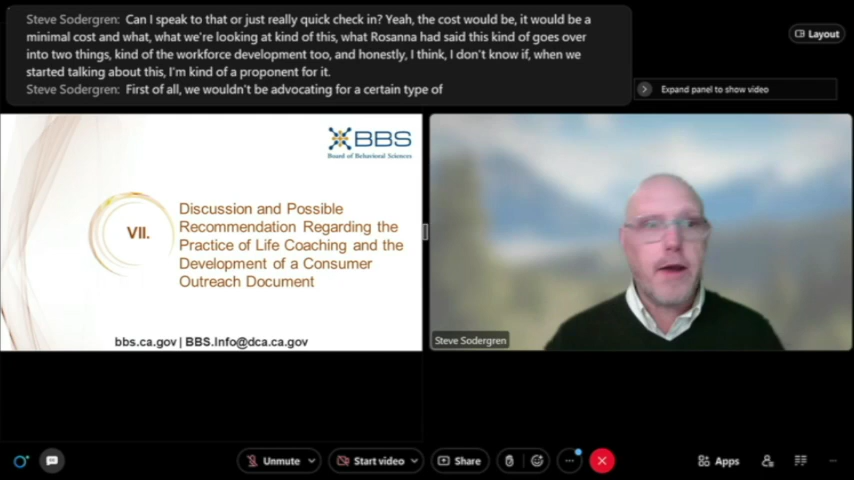 Steve Sodergren: Can I speak to that or just really quick check in? Yeah, the cost would be, it would be a
minimal cost and what, what we're looking at kind of this, what Rosanna had said this kind of goes over
into two things, kind of the workforce development too, and honestly, I think, I don't know if, when we
started talking about this, I'm kind of a proponent for it.
Steve Sodergren: First of all, we wouldn't be advocating for a certain type of
Layout
Expand panel to show video
BBS
Board of Behavioral Sciences
VII.
Discussion and Possible
Recommendation Regarding the
Practice of Life Coaching and the
Development of a Consumer
Outreach Document
bbs.ca.gov | BBS.Info@dca.ca.gov
Steve Sodergren
Unmute
Start video
Share
Apps